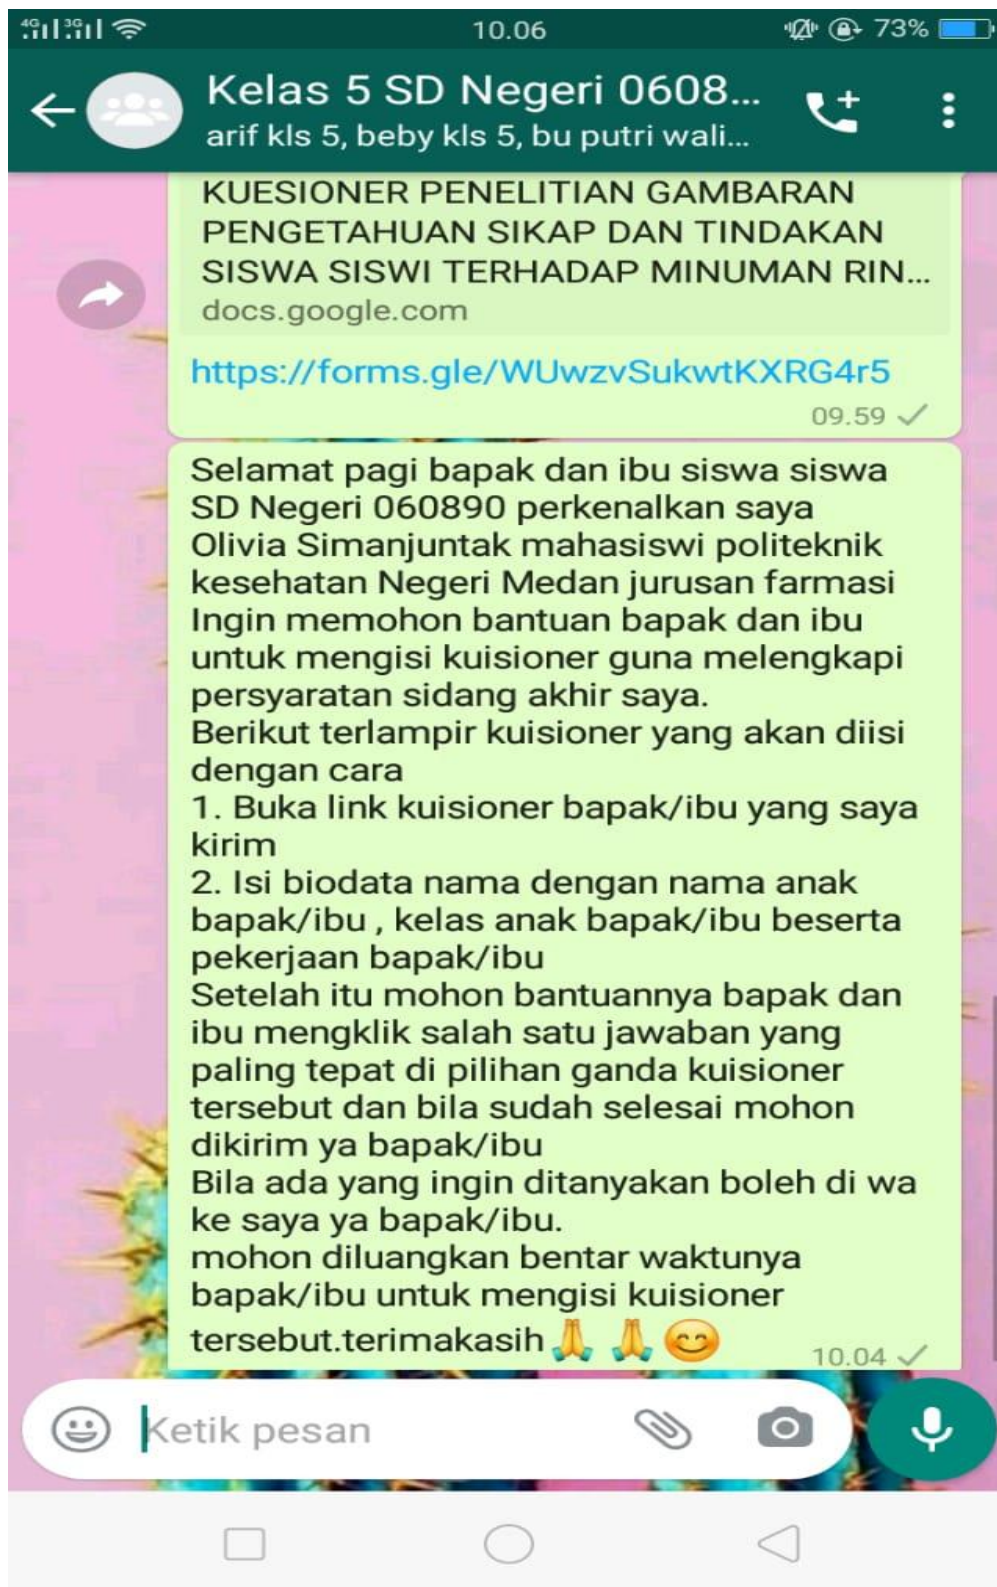 4G 3G 10.06 73%
Kelas 5 SD Negeri 0608...
arif kls 5, beby kls 5, bu putri wali...
KUESIONER PENELITIAN GAMBARAN
PENGETAHUAN SIKAP DAN TINDAKAN
SISWA SISWI TERHADAP MINUMAN RIN...
docs.google.com
https://forms.gle/WUwzvSukwtKXRG4r5
09.59
Selamat pagi bapak dan ibu siswa siswa
SD Negeri 060890 perkenalkan saya
Olivia Simanjuntak mahasiswi politeknik
kesehatan Negeri Medan jurusan farmasi
Ingin memohon bantuan bapak dan ibu
untuk mengisi kuisioner guna melengkapi
persyaratan sidang akhir saya.
Berikut terlampir kuisioner yang akan diisi
dengan cara
1. Buka link kuisioner bapak/ibu yang saya
kirim
2. Isi biodata nama dengan nama anak
bapak/ibu , kelas anak bapak/ibu beserta
pekerjaan bapak/ibu
Setelah itu mohon bantuannya bapak dan
ibu mengklik salah satu jawaban yang
paling tepat di pilihan ganda kuisioner
tersebut dan bila sudah selesai mohon
dikirim ya bapak/ibu
Bila ada yang ingin ditanyakan boleh di wa
ke saya ya bapak/ibu.
mohon diluangkan bentar waktunya
bapak/ibu untuk mengisi kuisioner
tersebut.terimakasih🙏 🙏😊
10.04
Ketik pesan